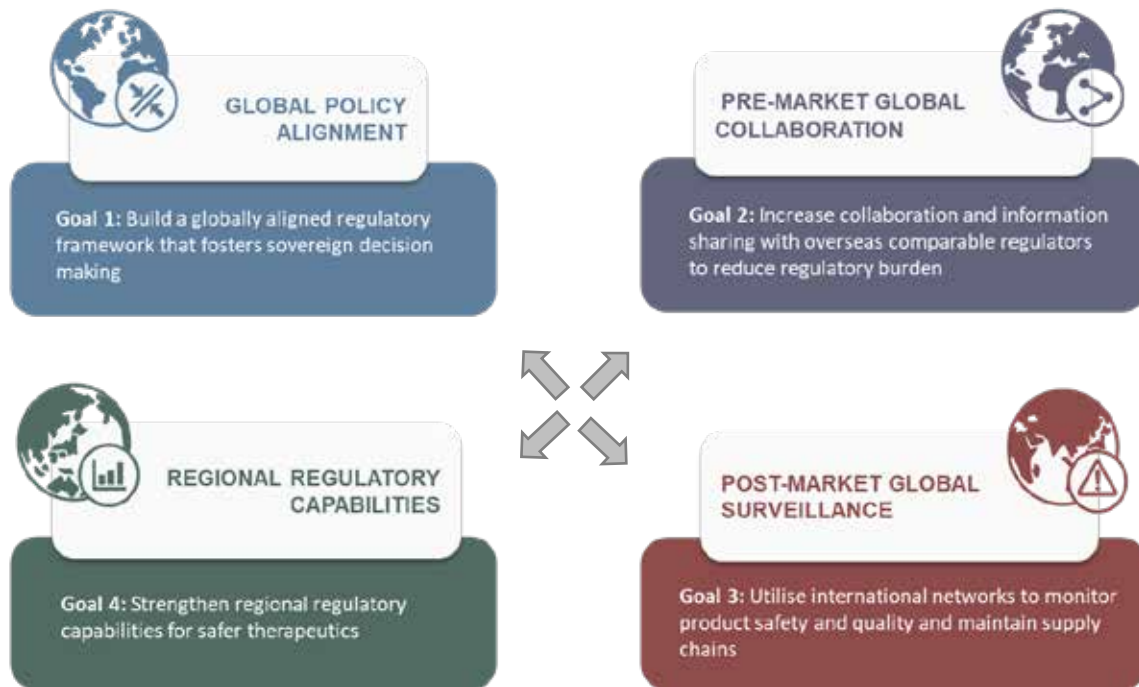 GLOBAL POLICY
ALIGNMENT
Goal 1: Build a globally aligned regulatory
framework that fosters sovereign decision
making
PRE-MARKET GLOBAL
COLLABORATION
Goal 2: Increase collaboration and information
sharing with overseas comparable regulators
to reduce regulatory burden
REGIONAL REGULATORY
CAPABILITIES
Goal 4: Strengthen regional regulatory
capabilities for safer therapeutics
POST-MARKET GLOBAL
SURVEILLANCE
Goal 3: Utilise international networks to monitor
product safety and quality and maintain supply
chains